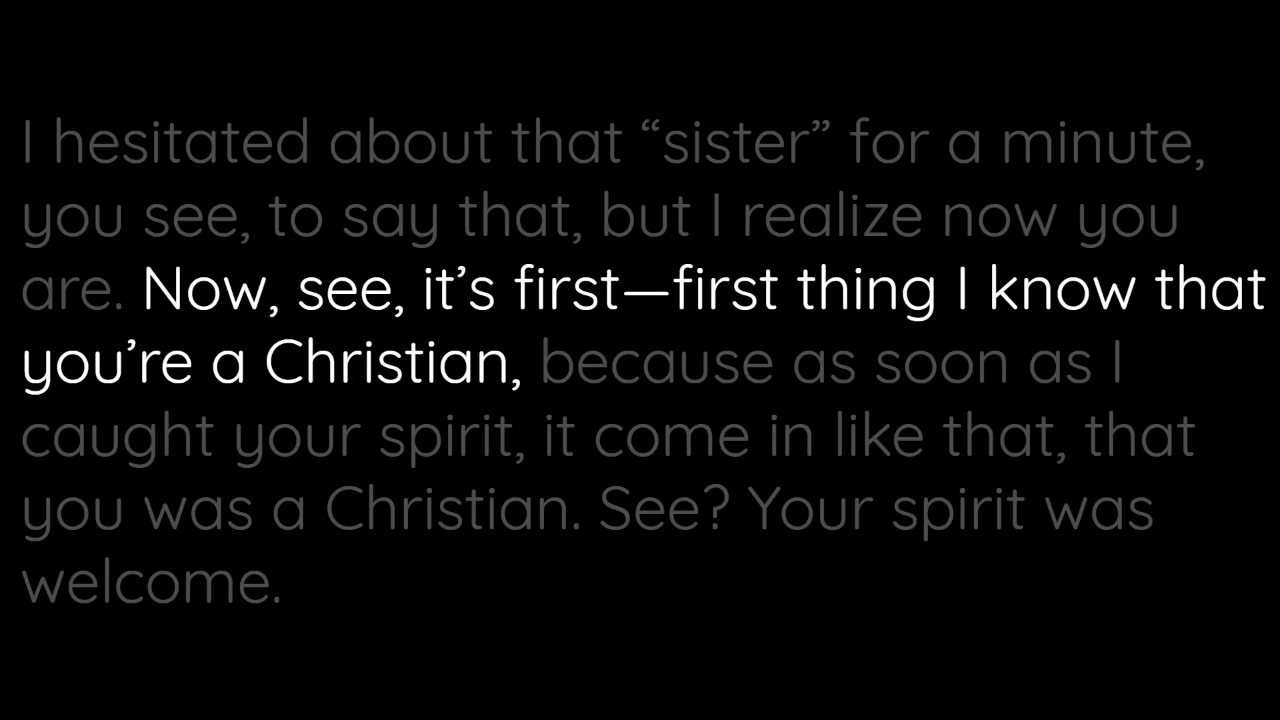 I hesitated about that “sister” for a minute,
you see, to say that, but I realize now you
are. Now, see, it’s first—first thing I know that
you’re a Christian, because as soon as I
caught your spirit, it come in like that, that
you was a Christian. See? Your spirit was
welcome.